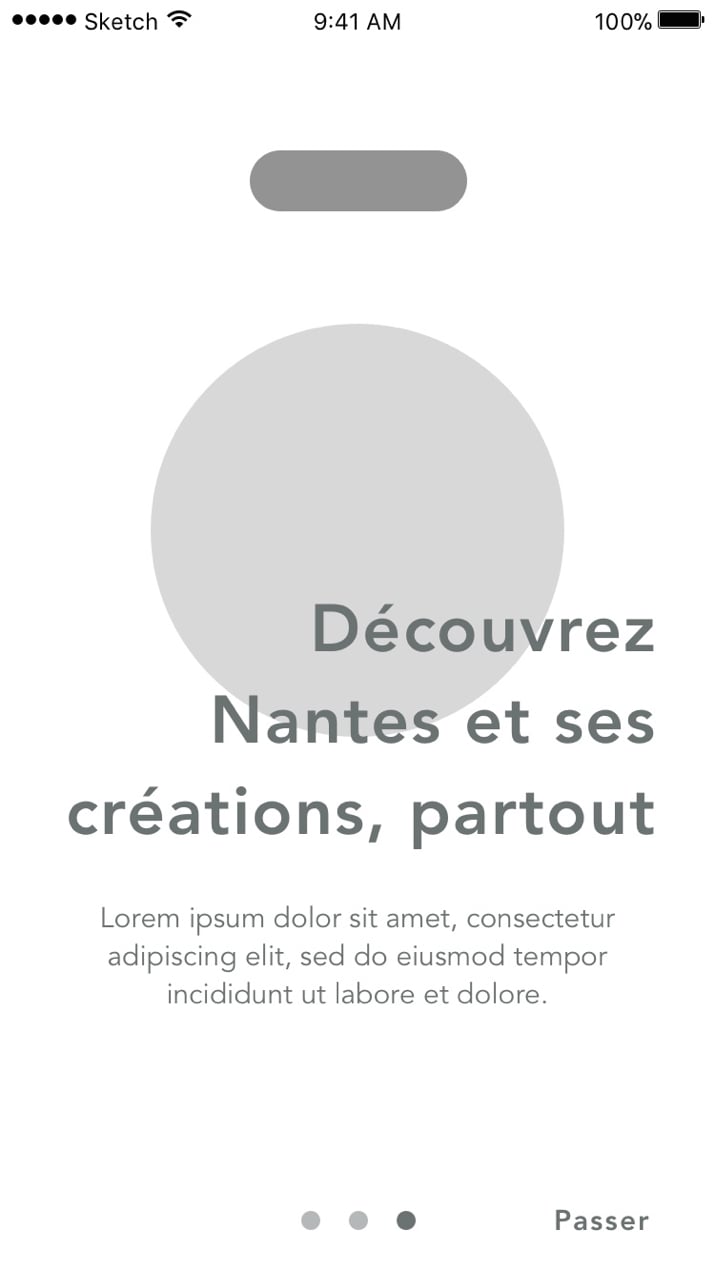 Sketch 9:41 AM 100%
Découvrez
Nantes et ses
créations, partout
Lorem ipsum dolor sit amet, consectetur
adipiscing elit, sed do eiusmod tempor
incididunt ut labore et dolore.
Passer